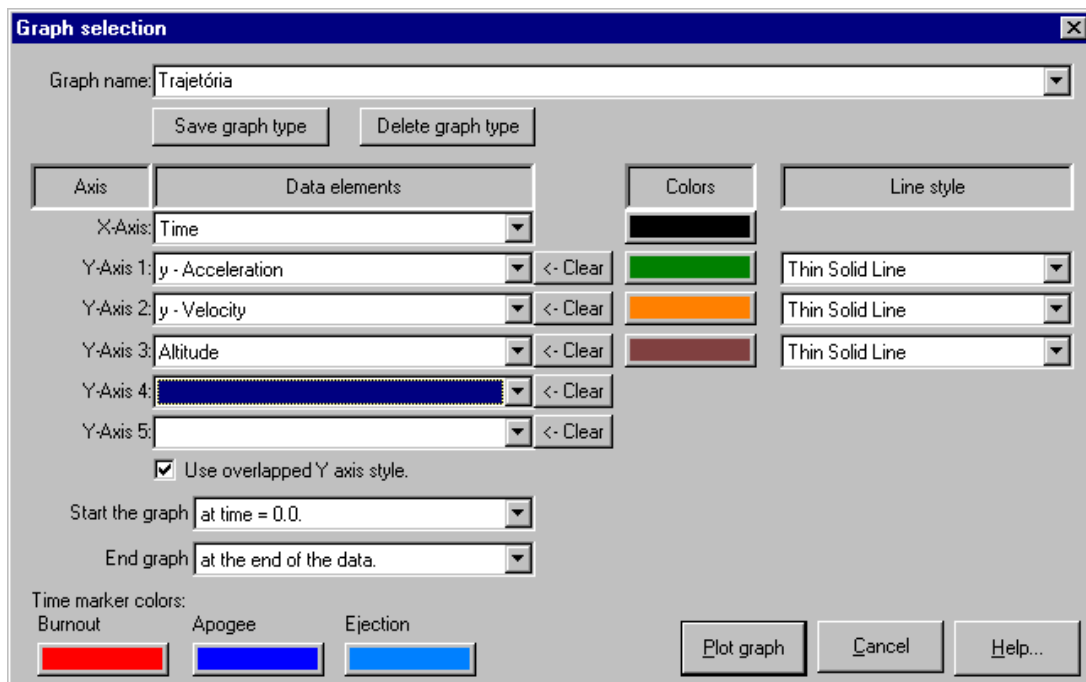 Graph selection
Graph name: Trajetória
Save graph type Delete graph type
Axis Data elements Colors Line style
X-Axis: Time
Y-Axis 1: y - Acceleration <- Clear Thin Solid Line
Y-Axis 2: y - Velocity <- Clear Thin Solid Line
Y-Axis 3: Altitude <- Clear Thin Solid Line
Y-Axis 4: <- Clear
Y-Axis 5: <- Clear
Use overlapped Y axis style.
Start the graph at time = 0.0.
End graph at the end of the data.
Time marker colors:
Burnout Apogee Ejection
Plot graph Cancel Help...